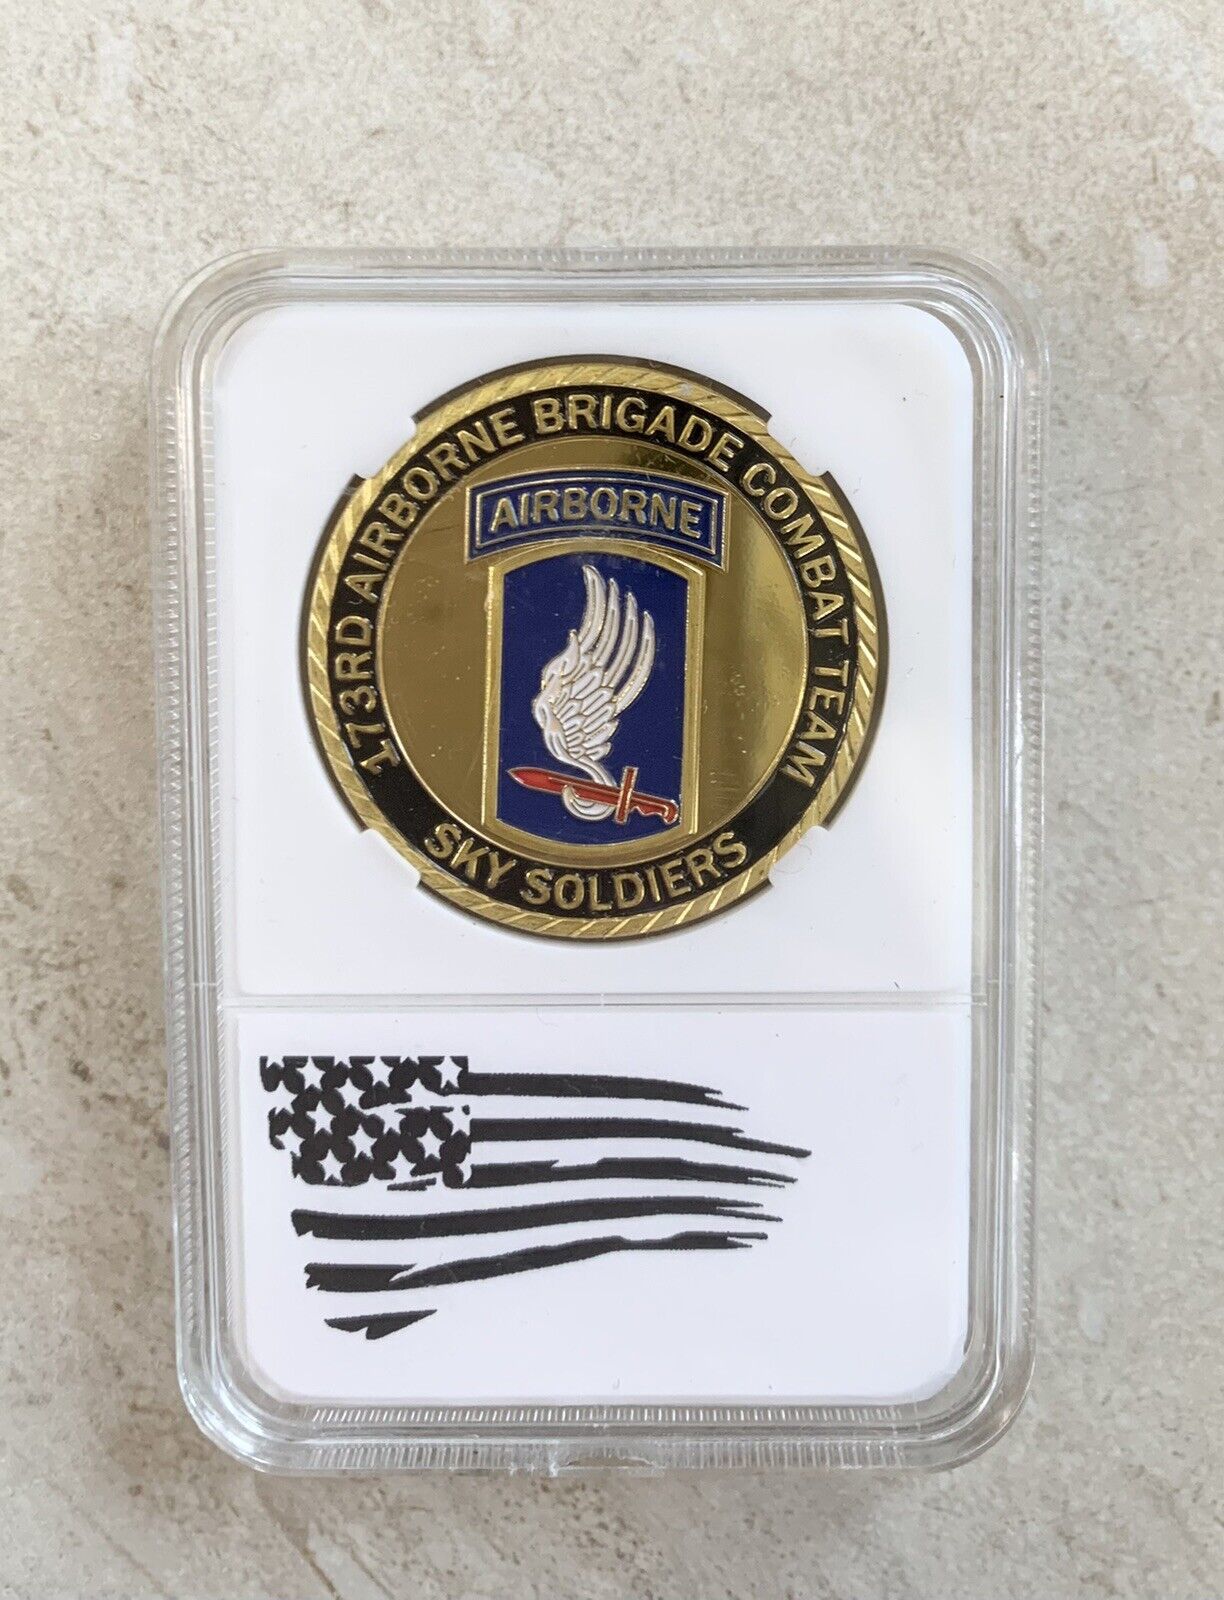 173RD AIRBORNE BRIGADE COMBAT TEAM
AIRBORNE
SKY SOLDIERS